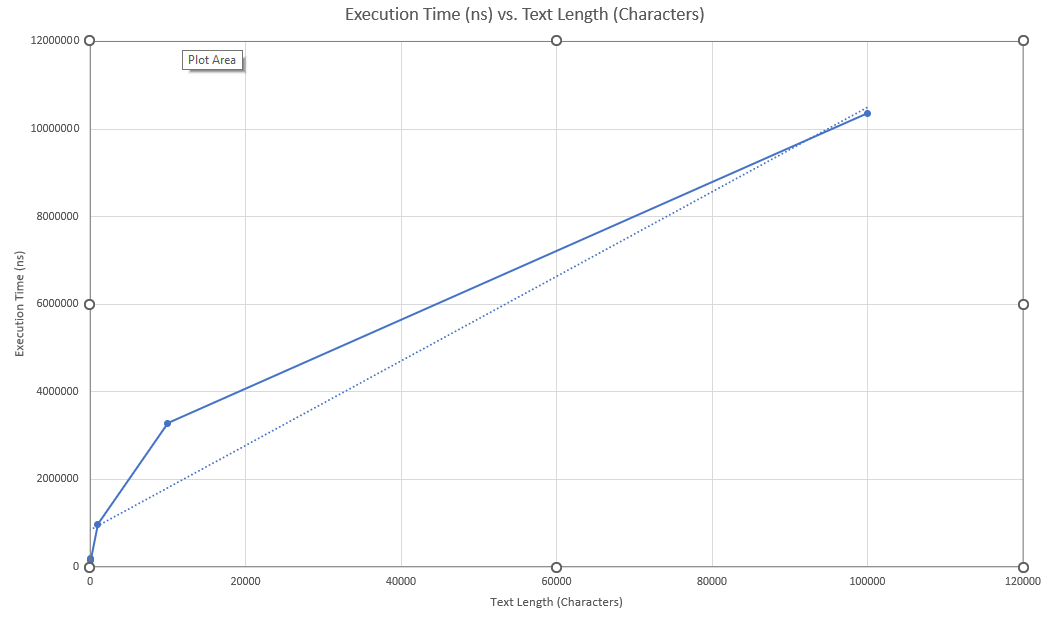 Execution Time (ns) vs. Text Length (Characters)
12000000
Plot Area
10000000
8000000
6000000
4000000
2000000
0
Execution Time (ns)
0 20000 40000 60000 80000 100000 120000
Text Length (Characters)